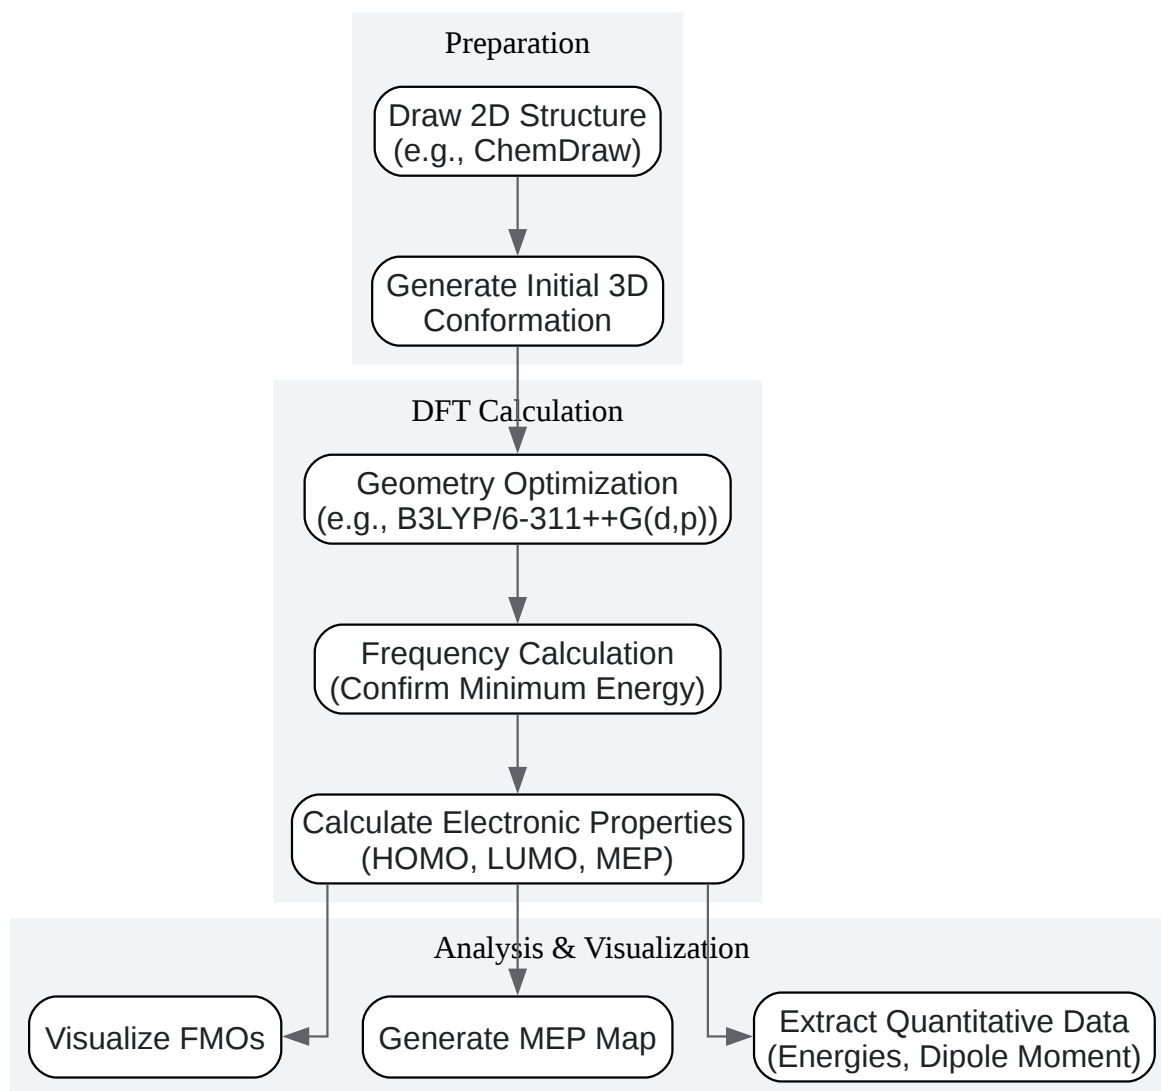 Preparation
Draw 2D Structure
(e.g., ChemDraw)
Generate Initial 3D
Conformation
DFT Calculation
Geometry Optimization
(e.g., B3LYP/6-311++G(d,p))
Frequency Calculation
(Confirm Minimum Energy)
Calculate Electronic Properties
(HOMO, LUMO, MEP)
Analysis & Visualization
Visualize FMOs
Generate MEP Map
Extract Quantitative Data
(Energies, Dipole Moment)